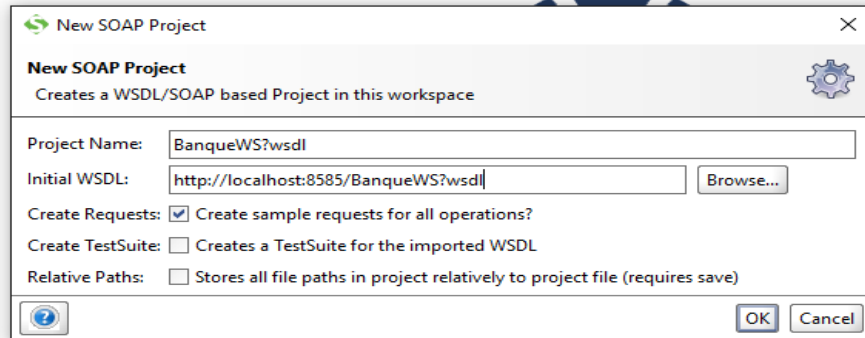 New SOAP Project
New SOAP Project
Creates a WSDL/SOAP based Project in this workspace
Project Name: BanqueWS?wsdl
Initial WSDL: http://localhost:8585/BanqueWS?wsdl Browse...
Create Requests: Create sample requests for all operations?
Create TestSuite: Creates a TestSuite for the imported WSDL
Relative Paths: Stores all file paths in project relatively to project file (requires save)
? OK Cancel